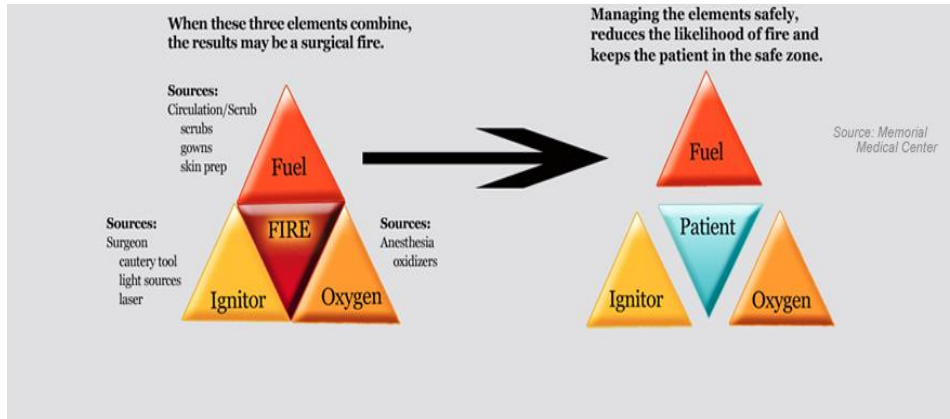 When these three elements combine,
the results may be a surgical fire.
Sources:
Circulation/Scrub
scrubs
gowns
skin prep
Fuel
Sources:
Surgeon
cautery tool
light sources
laser
FIRE
Sources:
Anesthesia
oxidizers
Ignitor
Oxygen
Managing the elements safely,
reduces the likelihood of fire and
keeps the patient in the safe zone.
Fuel
Source: Memorial
Medical Center
Patient
Ignitor
Oxygen